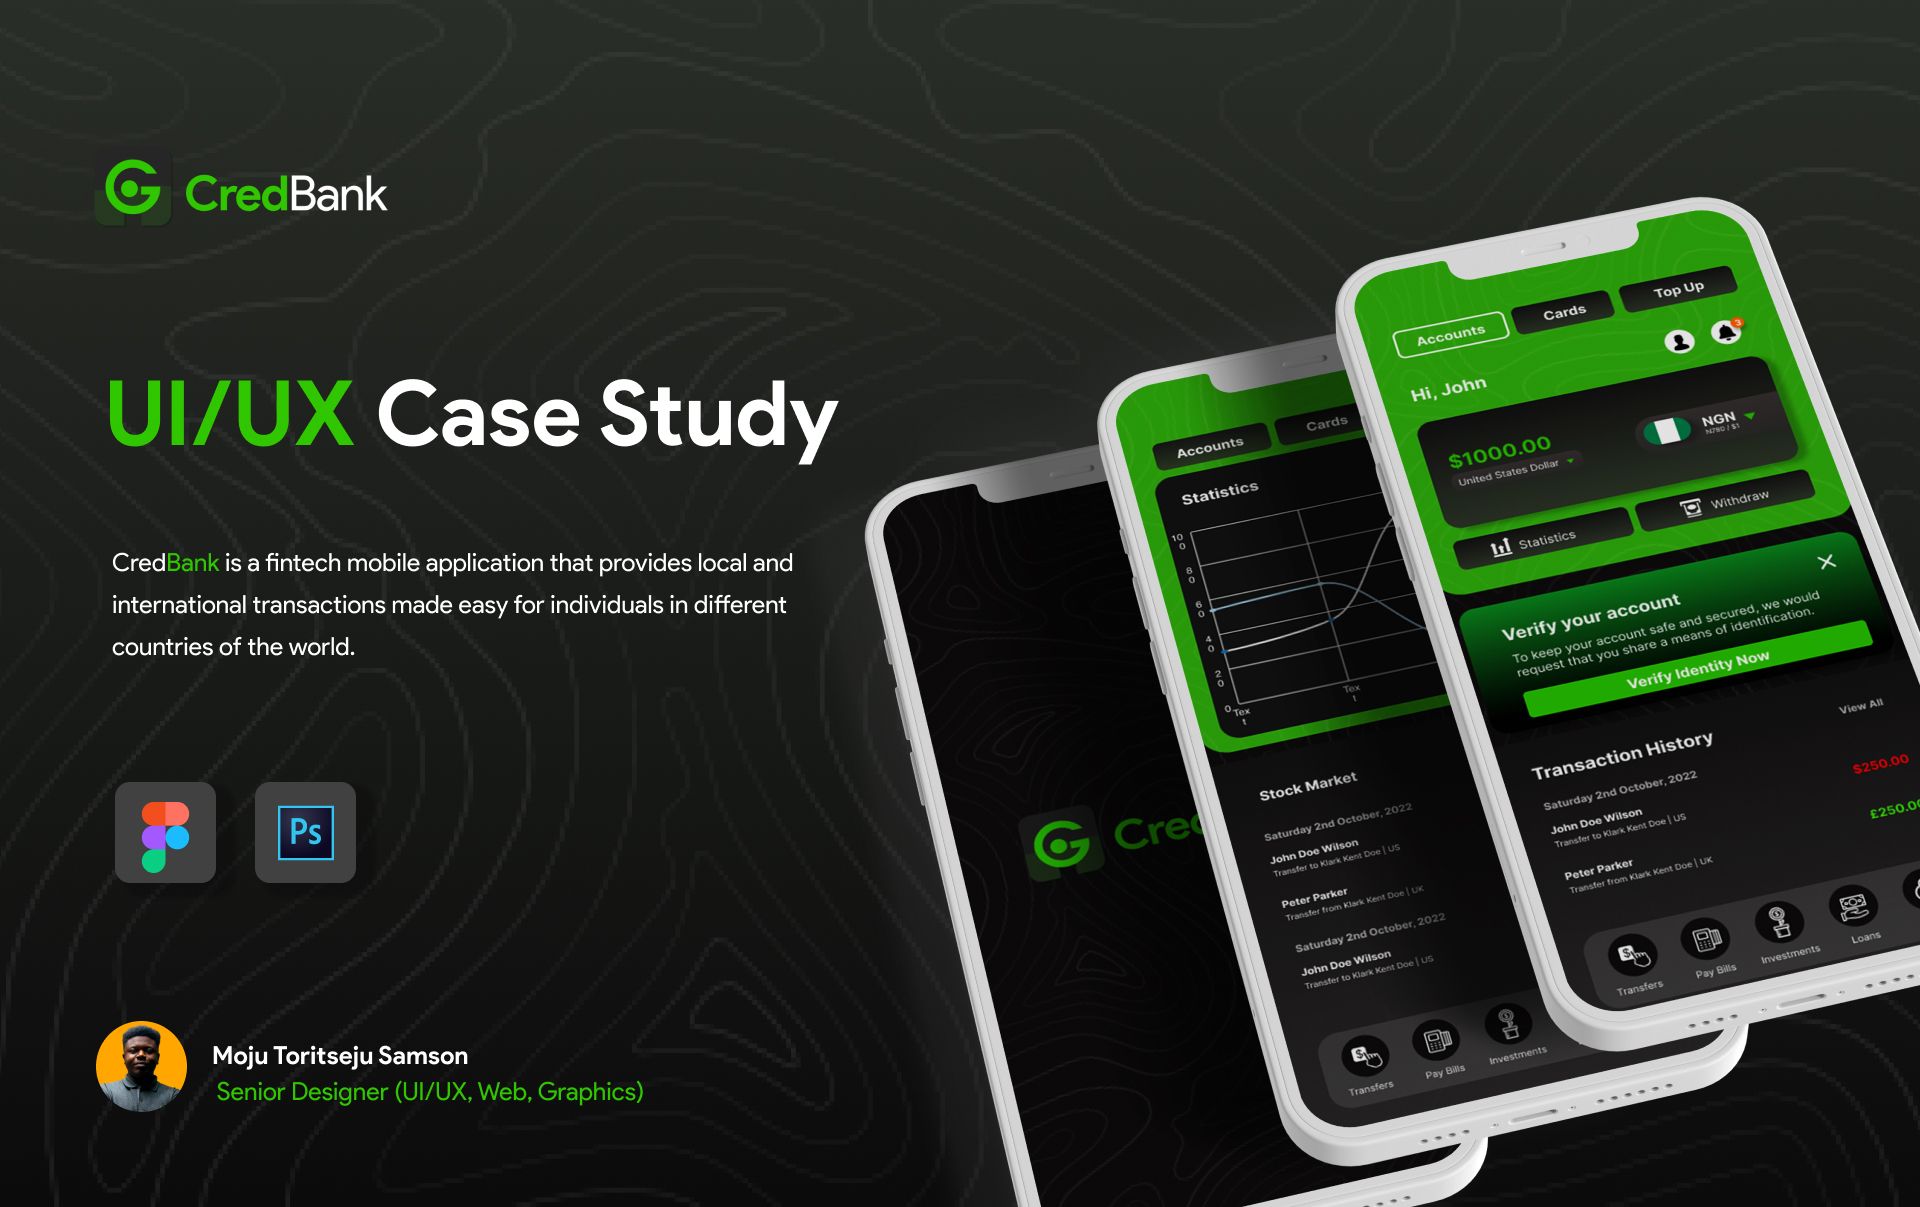 CredBank
UI/UX Case Study
CredBank is a fintech mobile application that provides local and
international transactions made easy for individuals in different
countries of the world.
Ps
Moju Toritseju Samson
Senior Designer (UI/UX, Web, Graphics)
Cred
Accounts
Cards
Statistics
10
0
8
0
6
0
4
0
2
0
0
Tex
t
Tex
t
Stock Market
Saturday 2nd October, 2022
John Doe Wilson
Transfer to Klark Kent Doe | US
Peter Parker
Transfer from Klark Kent Doe | UK
Saturday 2nd October, 2022
John Doe Wilson
Transfer to Klark Kent Doe | US
Transfers
Pay Bills
Investments
Accounts
Cards
Top Up
3
Hi, John
$1000.00
United States Dollar
NGN
N780 / $1
Statistics
Withdraw
Verify your account
To keep your account safe and secured, we would
request that you share a means of identification.
Verify Identity Now
Transaction History
View All
Saturday 2nd October, 2022
John Doe Wilson
Transfer to Klark Kent Doe | US
$250.00
Peter Parker
Transfer from Klark Kent Doe | UK
£250.00
Transfers
Pay Bills
Investments
Loans